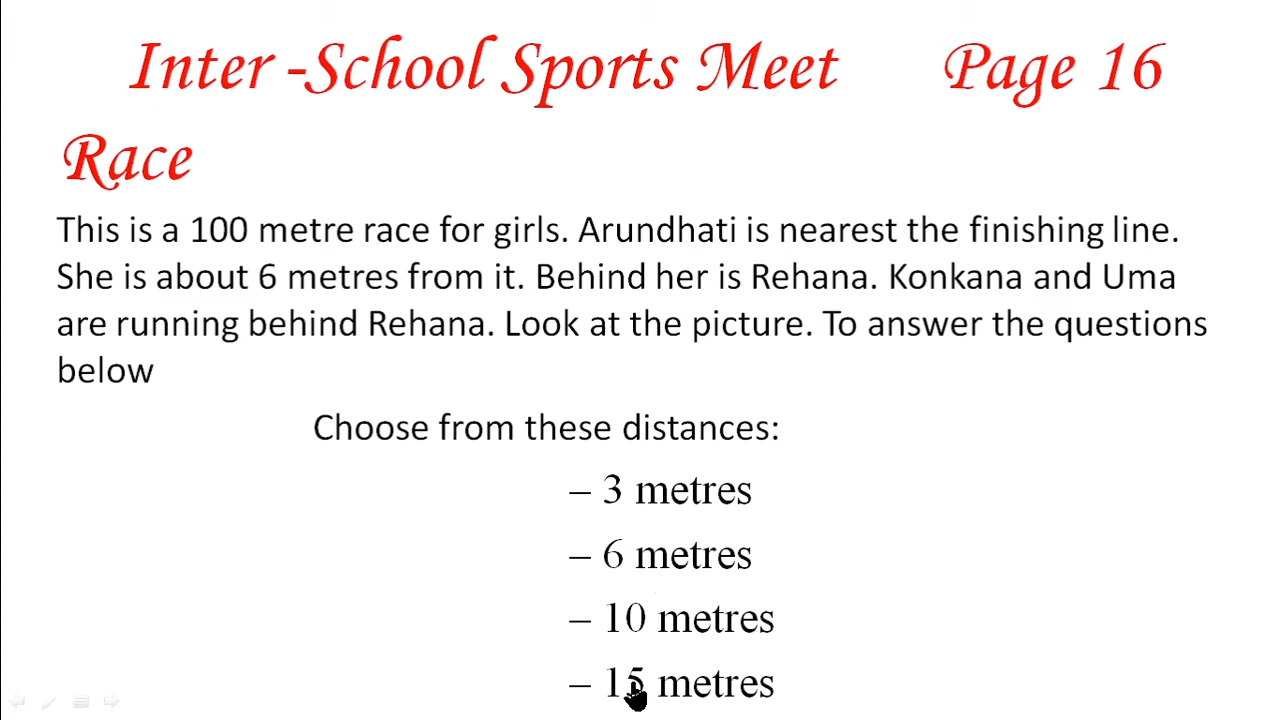 Inter -School Sports Meet Page 16
Race
This is a 100 metre race for girls. Arundhati is nearest the finishing line.
She is about 6 metres from it. Behind her is Rehana. Konkana and Uma
are running behind Rehana. Look at the picture. To answer the questions
below
Choose from these distances:
– 3 metres
– 6 metres
– 10 metres
– 15 metres